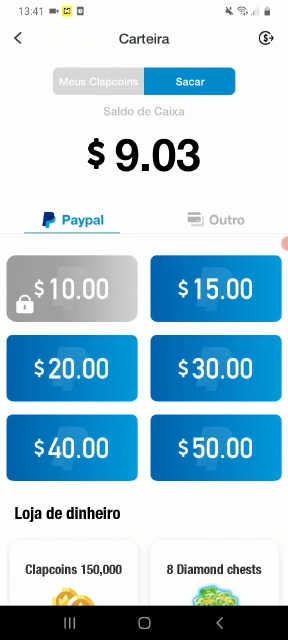 13:41
Carteira
Meus Clapcoins
Sacar
Saldo de Caixa
$ 9.03
Paypal
Outro
$10.00
$15.00
$20.00
$30.00
$40.00
$50.00
Loja de dinheiro
Clapcoins 150,000
8 Diamond chests